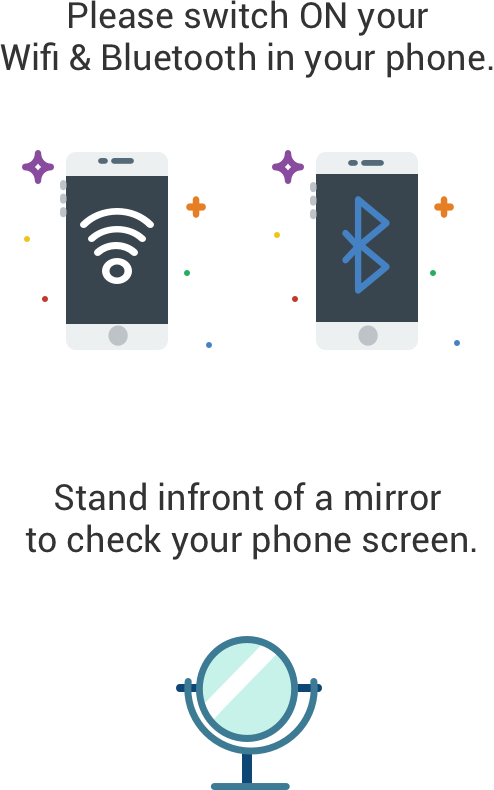 Please switch ON your
Wifi & Bluetooth in your phone.
Stand infront of a mirror
to check your phone screen.